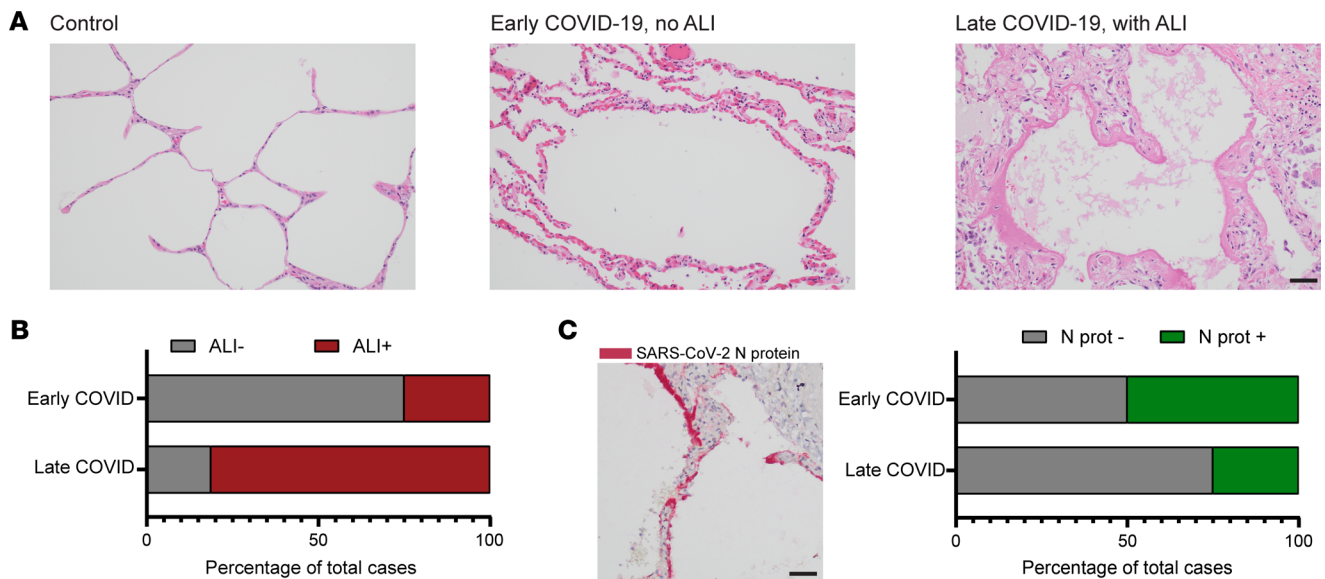 A
Control
Early COVID-19, no ALI
Late COVID-19, with ALI
B
ALI-
ALI+
Early COVID
Late COVID
0
50
100
Percentage of total cases
C
SARS-CoV-2 N protein
N prot -
N prot +
Early COVID
Late COVID
0
50
100
Percentage of total cases